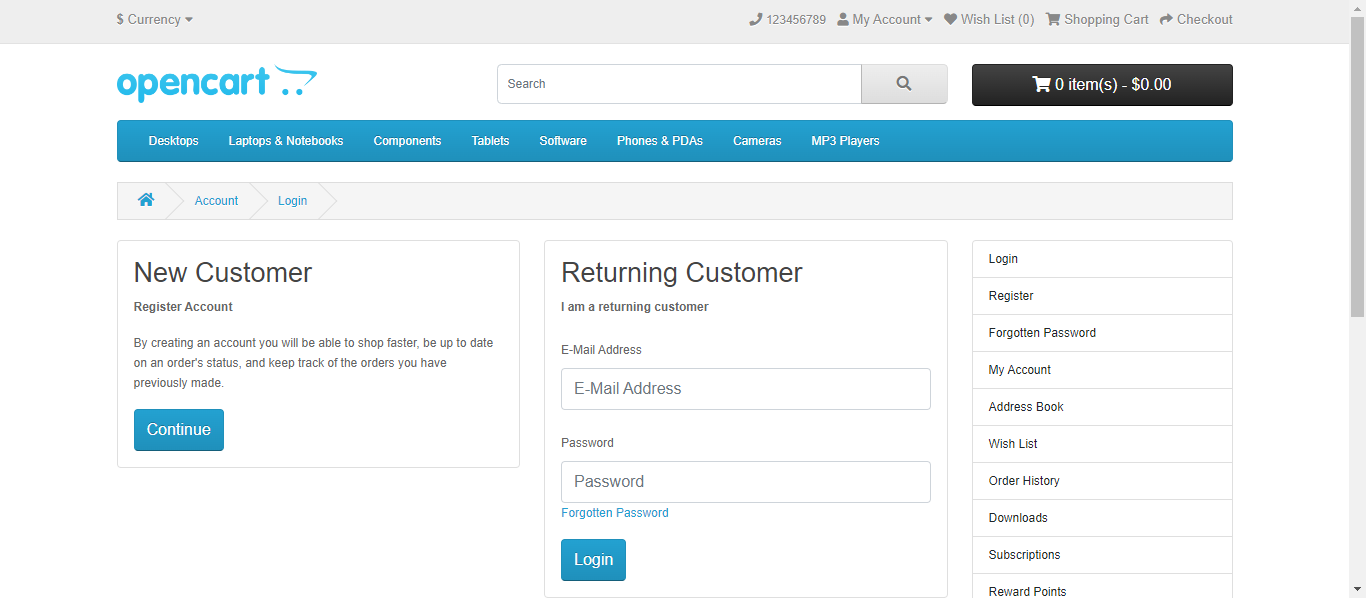 $ Currency
123456789 My Account Wish List (0) Shopping Cart Checkout
opencart
Search
0 item(s) - $0.00
Desktops Laptops & Notebooks Components Tablets Software Phones & PDAs Cameras MP3 Players
Account Login
New Customer
Register Account
By creating an account you will be able to shop faster, be up to date
on an order's status, and keep track of the orders you have
previously made.
Continue
Returning Customer
I am a returning customer
E-Mail Address
E-Mail Address
Password
Password
Forgotten Password
Login
Login
Register
Forgotten Password
My Account
Address Book
Wish List
Order History
Downloads
Subscriptions
Reward Points